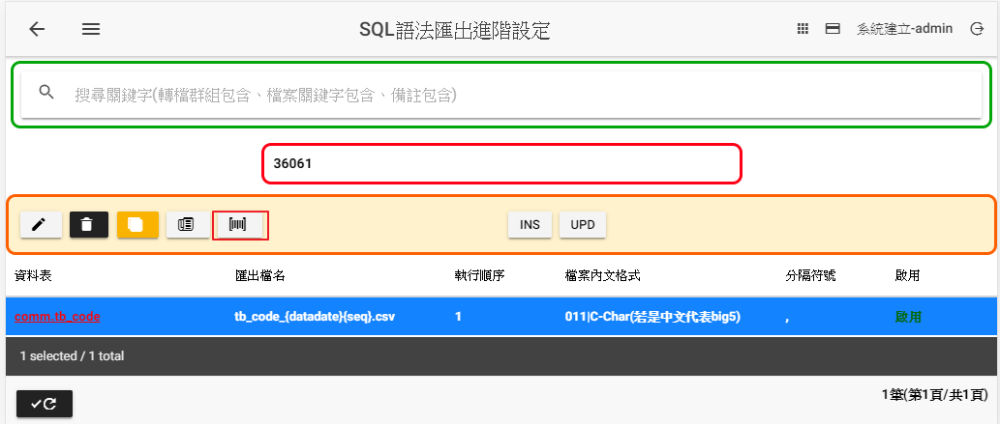 SQL語法匯出進階設定
系統建立-admin
搜尋關鍵字(轉檔群組包含、檔案關鍵字包含、備註包含)
36061
INS UPD
資料表 匯出檔名 執行順序 檔案內文格式 分隔符號 啟用
comm.tb_code tb_code_{datadate}{seq}.csv 1 011|C-Char(若是中文代表big5) , 啟用
1 selected / 1 total
1筆(第1頁/共1頁)